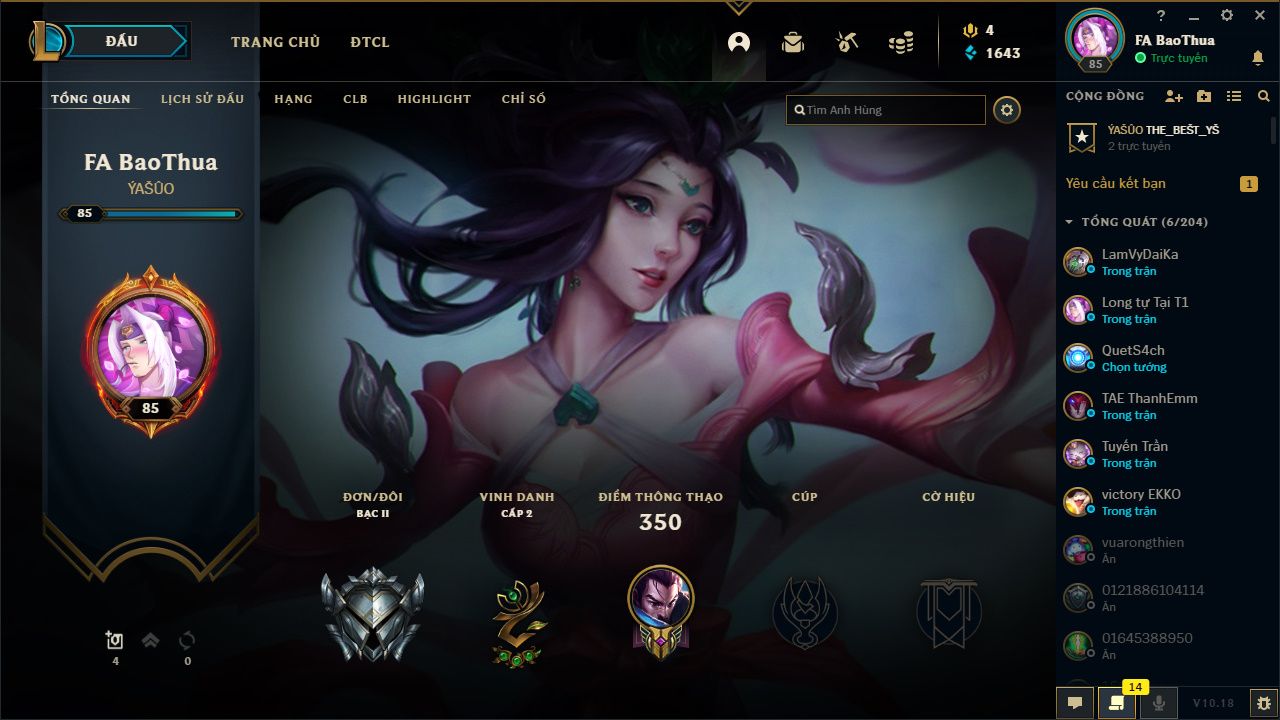 ĐẤU
TRANG CHỦ
ĐTCL
4
1643
?
FA BaoThua
Trực tuyến
85
TỔNG QUAN
LỊCH SỬ ĐẤU
HẠNG
CLB
HIGHLIGHT
CHỈ SỐ
Tìm Anh Hùng
CỘNG ĐỒNG
FA BaoThua
ÝAŠÛO
85
85
ÝAŠÛO THE_BEŠT_YŠ
2 trực tuyến
Yêu cầu kết bạn
1
TỔNG QUÁT (6/204)
LamVyDaiKa
Trong trận
Long tự Tại T1
Trong trận
QuetS4ch
Chọn tướng
TAE ThanhEmm
Trong trận
Tuyến Trần
Trong trận
victory EKKO
Trong trận
vuarongthien
Ẩn
0121886104114
Ẩn
01645388950
Ẩn
ĐƠN/ĐÔI
BẠC II
VINH DANH
CẤP 2
ĐIỂM THÔNG THẠO
350
CÚP
CỜ HIỆU
4
0
14
V10.18